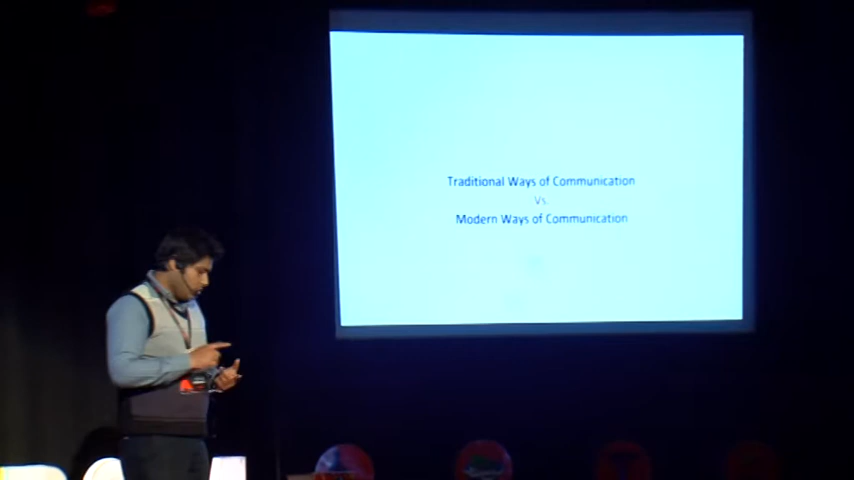 Traditional Ways of Communication
Vs.
Modern Ways of Communication